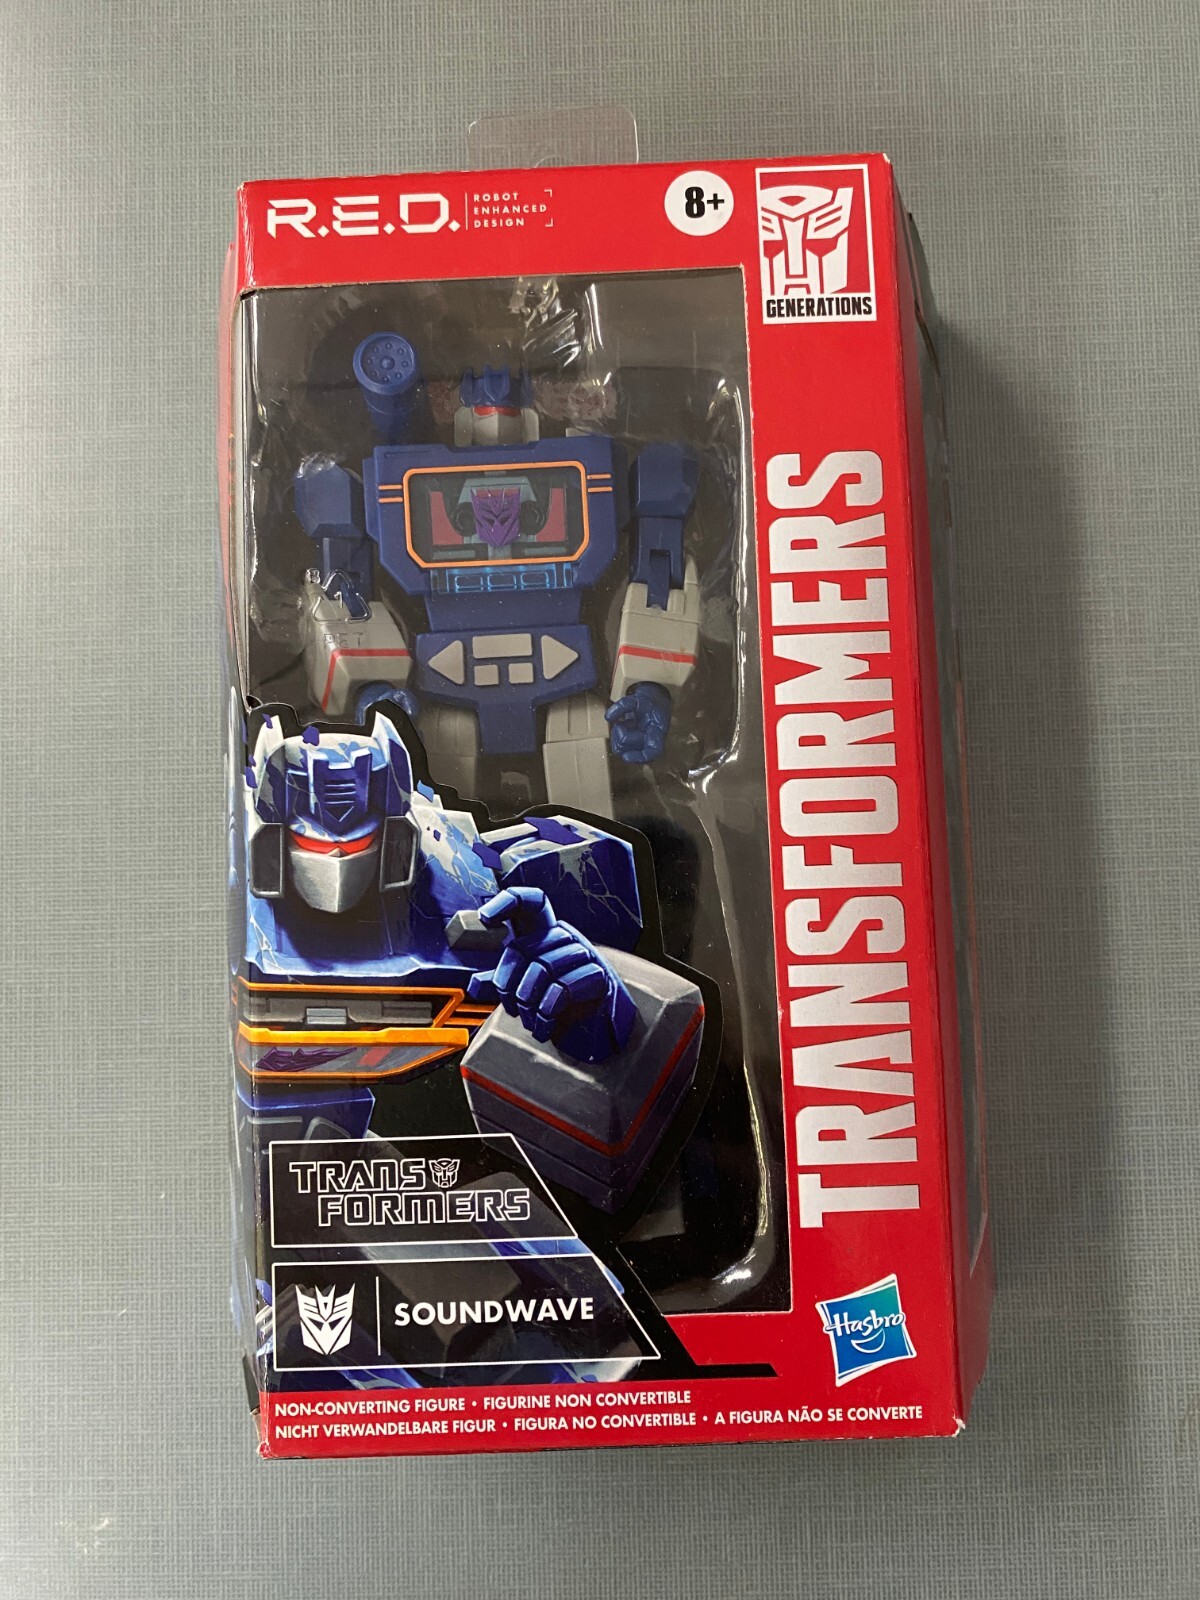 R.E.D.
ROBOT
ENHANCED
DESIGN
8+
GENERATIONS
TRANSFORMERS
PET
TRANS
FORMERS
SOUNDWAVE
Hasbro
NON-CONVERTING FIGURE • FIGURINE NON CONVERTIBLE
NICHT VERWANDELBARE FIGUR • FIGURA NO CONVERTIBLE • A FIGURA NÃO SE CONVERTE